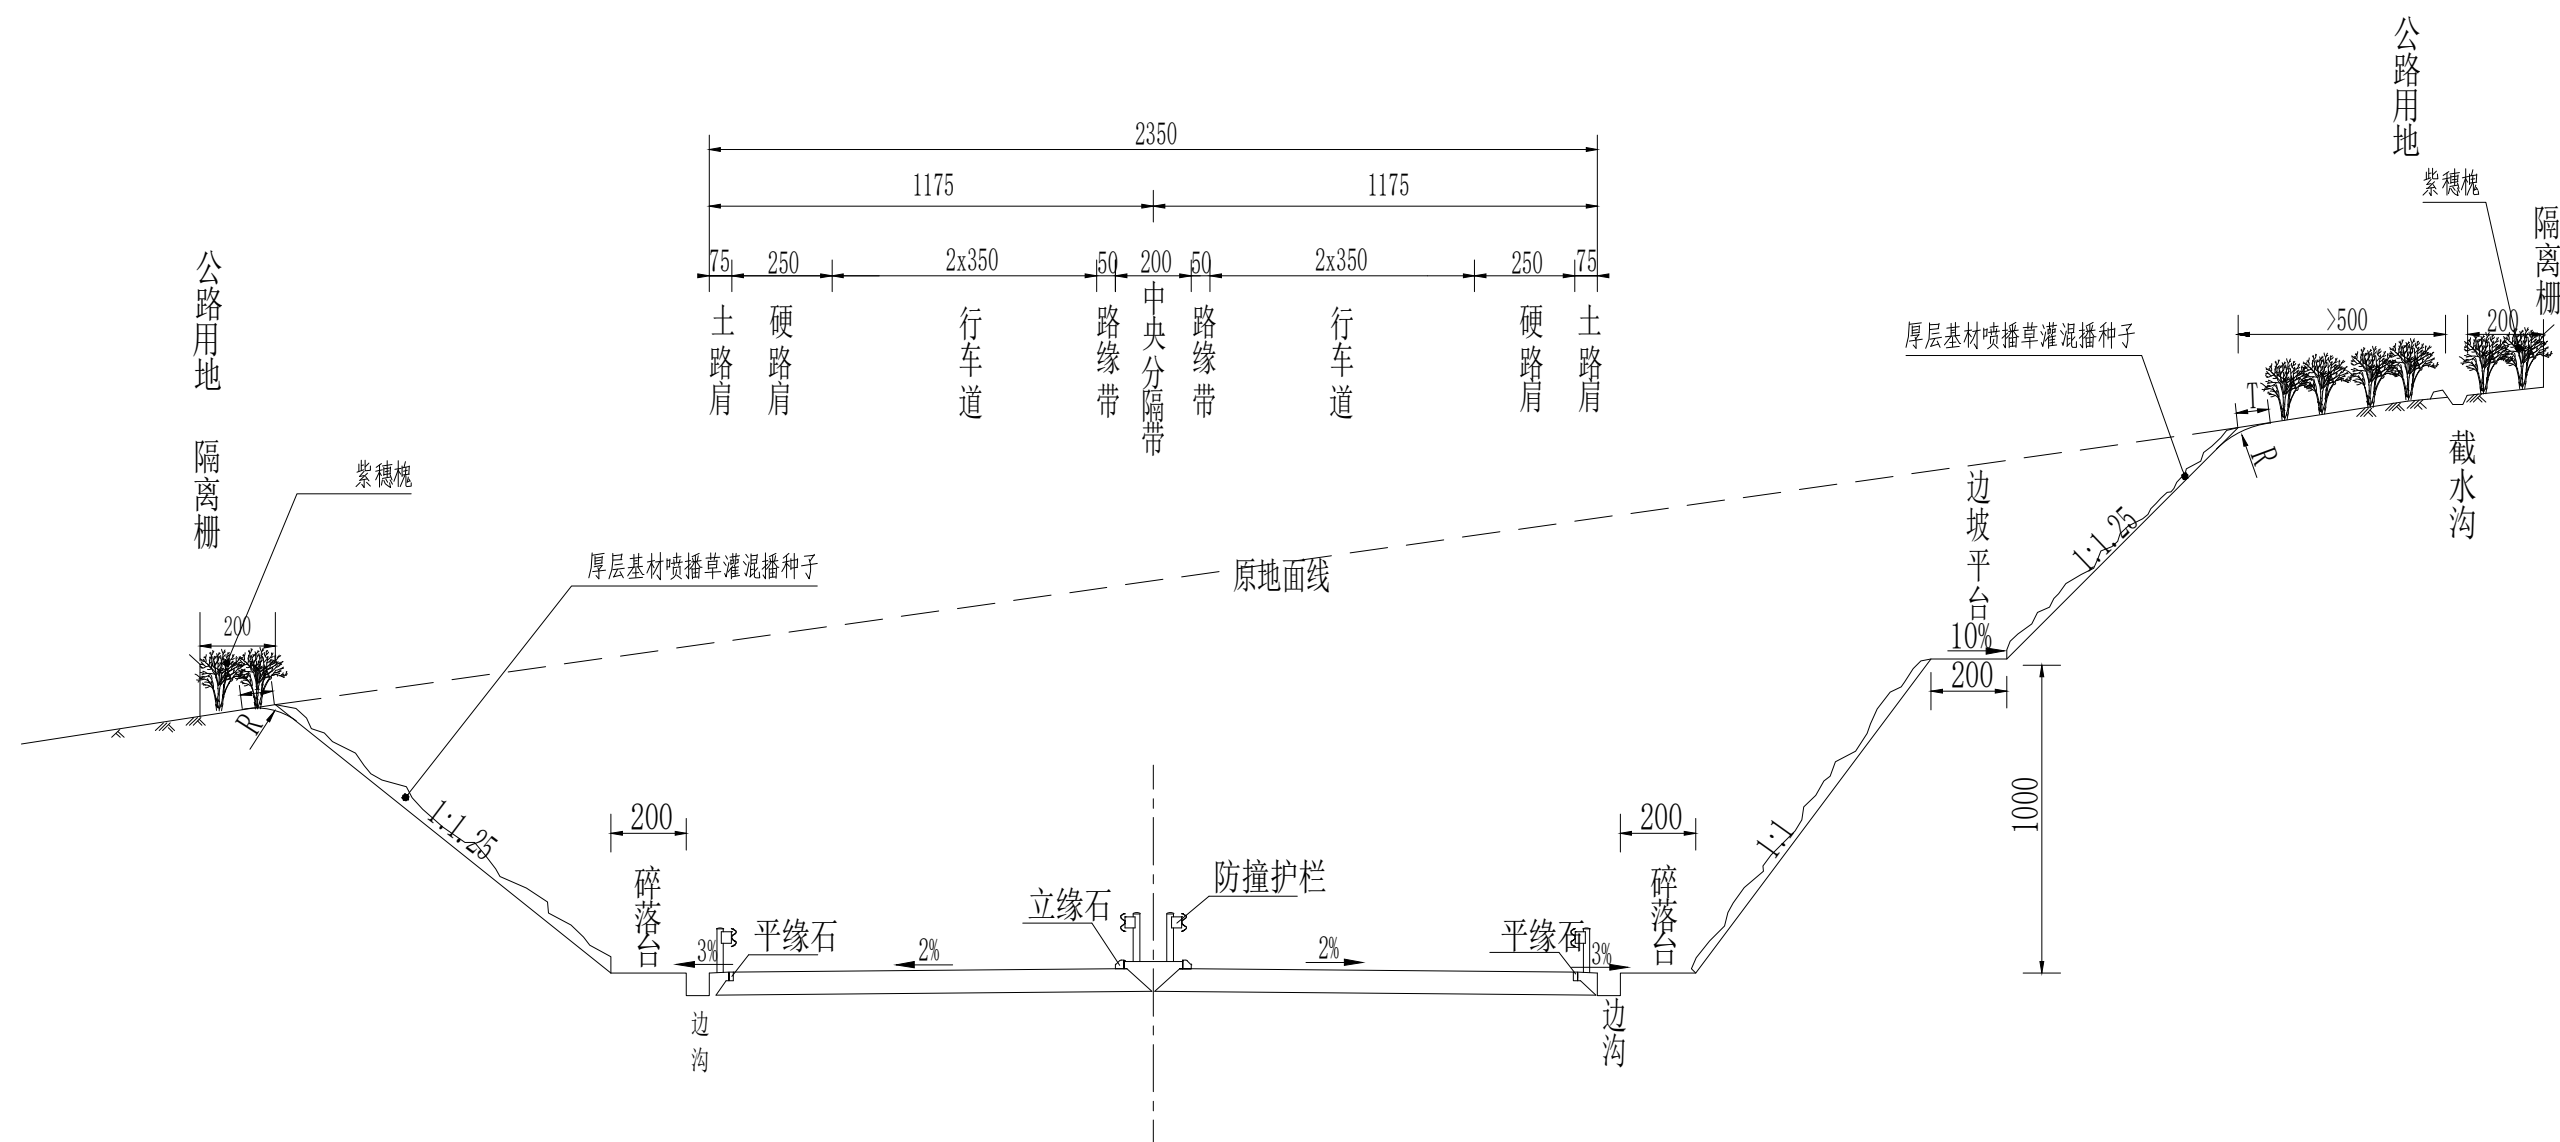 公路用地
紫穗槐
隔离栅
2350
1175
1175
75
250
2x350
50
200
50
2x350
250
75
土路肩
硬路肩
行车道
路缘带
中央分隔带
路缘带
行车道
硬路肩
土路肩
公路用地
隔离栅
紫穗槐
厚层基材喷播草灌混播种子
200
R
1:1.25
原地面线
厚层基材喷播草灌混播种子
>500
200
T
R
截水沟
1:1.25
边坡平台
10%
200
1000
1:1
200
碎落台
200
碎落台
3%
平缘石
2%
立缘石
防撞护栏
2%
平缘石
3%
边沟
边沟